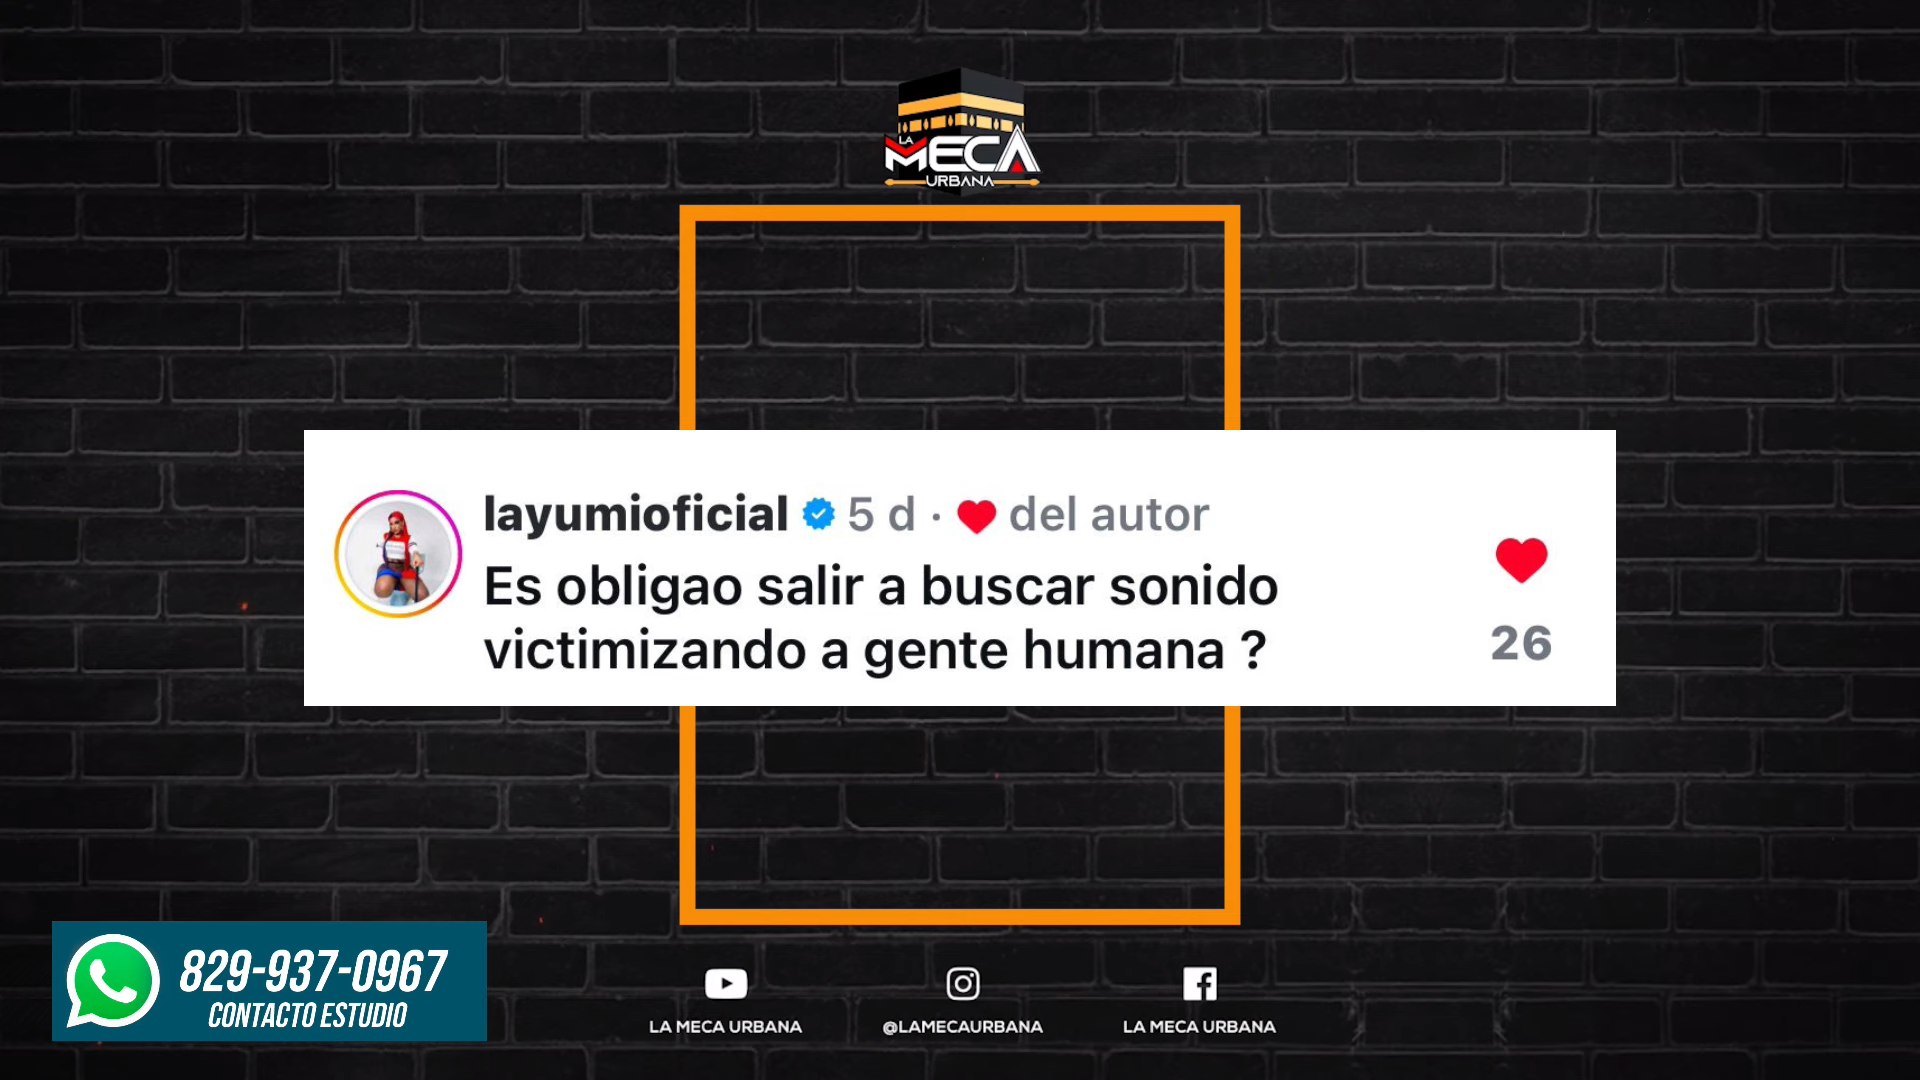 LA
MECA
URBANA
layumioficial 5 d · del autor
Es obligao salir a buscar sonido
victimizando a gente humana ?
26
829-937-0967
CONTACTO ESTUDIO
LA MECA URBANA
@LAMECAURBANA
LA MECA URBANA